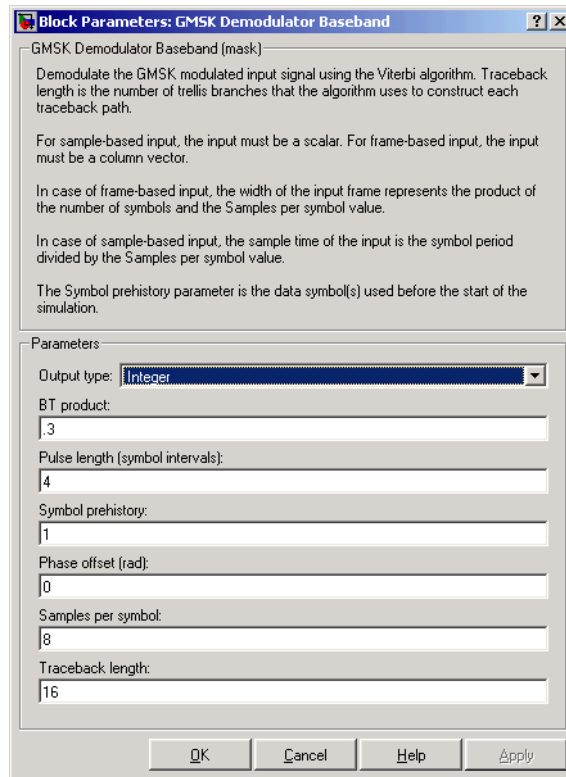 Block Parameters: GMSK Demodulator Baseband
GMSK Demodulator Baseband (mask)
Demodulate the GMSK modulated input signal using the Viterbi algorithm. Traceback
length is the number of trellis branches that the algorithm uses to construct each
traceback path.
For sample-based input, the input must be a scalar. For frame-based input, the input
must be a column vector.
In case of frame-based input, the width of the input frame represents the product of
the number of symbols and the Samples per symbol value.
In case of sample-based input, the sample time of the input is the symbol period
divided by the Samples per symbol value.
The Symbol prehistory parameter is the data symbol(s) used before the start of the
simulation.
Parameters
Output type: Integer
BT product:
.3
Pulse length (symbol intervals):
4
Symbol prehistory:
1
Phase offset (rad):
0
Samples per symbol:
8
Traceback length:
16
OK Cancel Help Apply